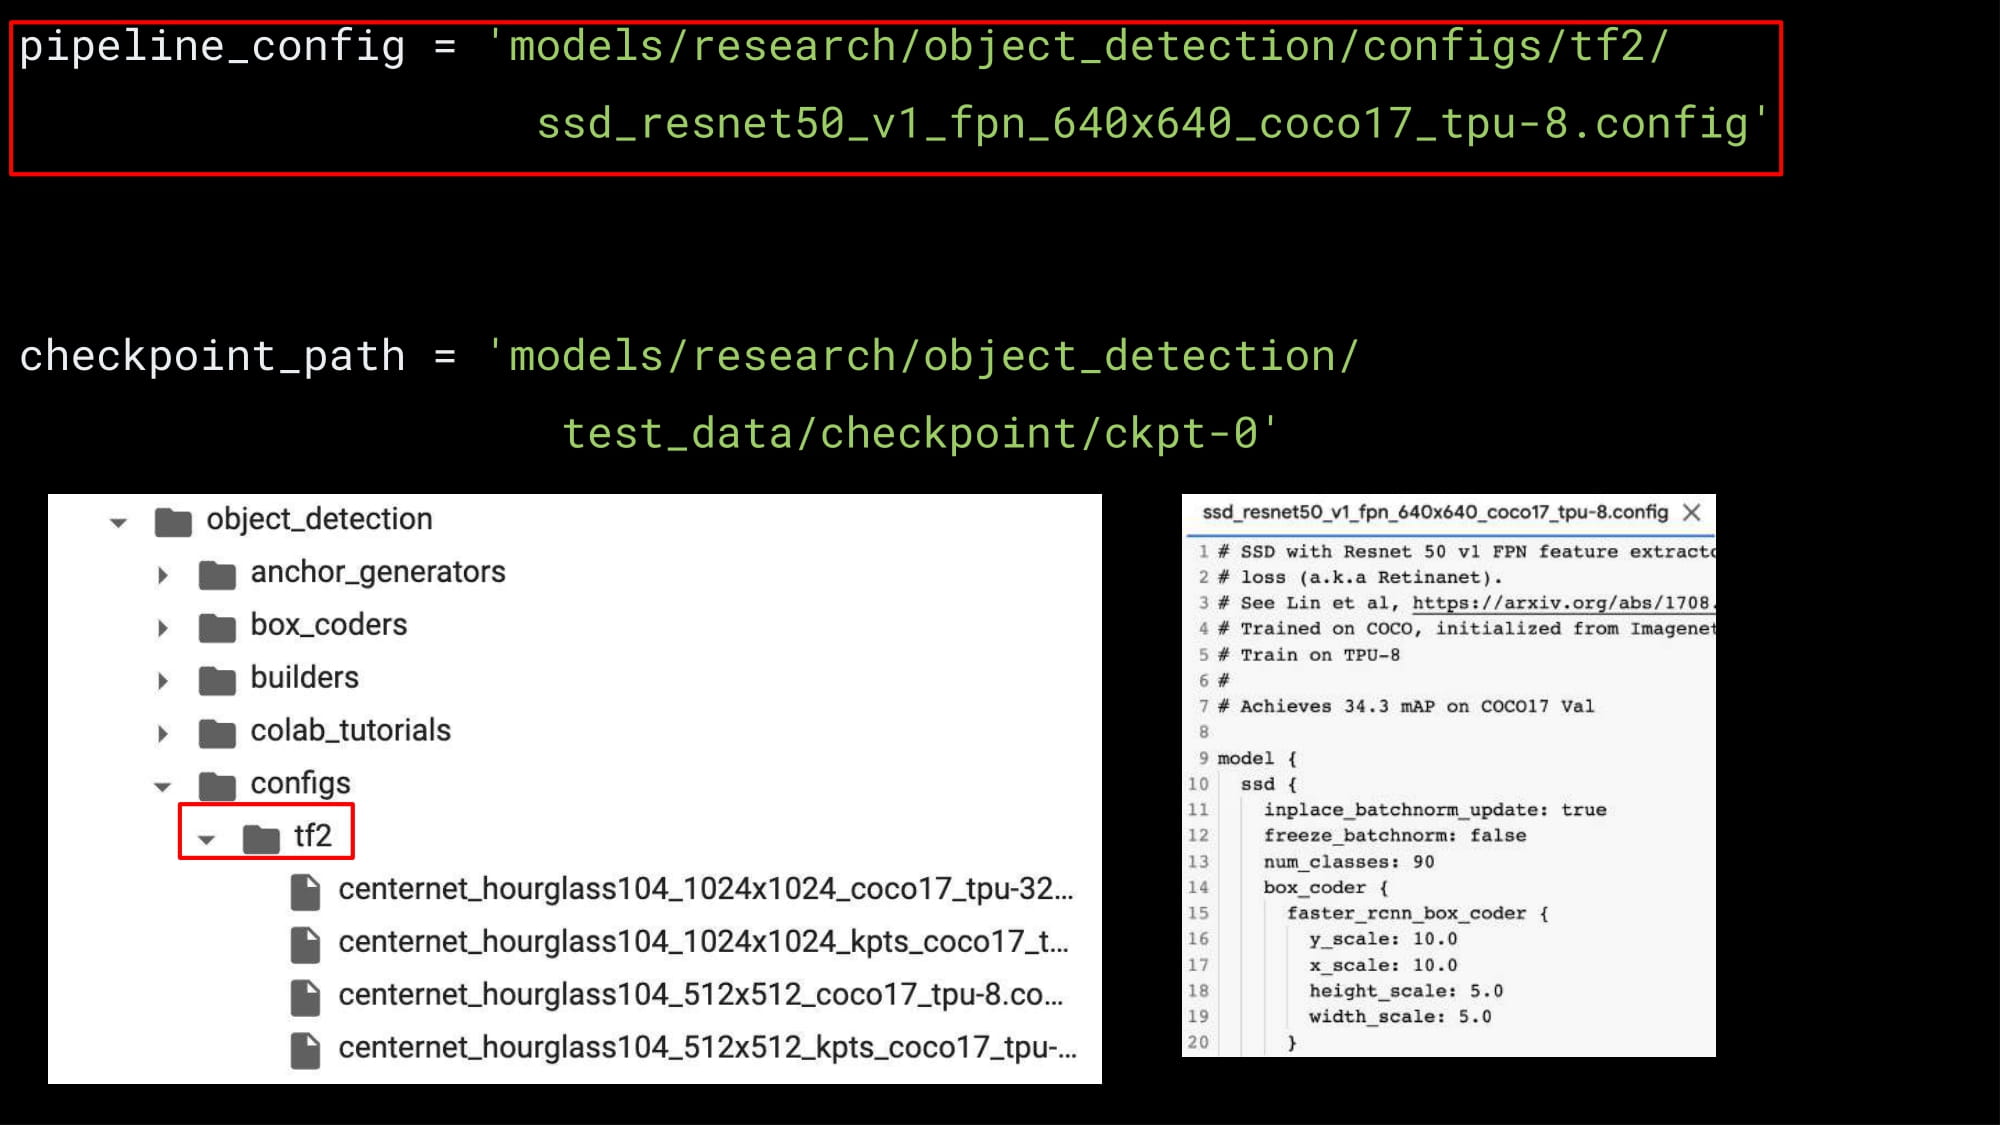 pipeline_config = 'models/research/object_detection/configs/tf2/
ssd_resnet50_v1_fpn_640x640_coco17_tpu-8.config'
checkpoint_path = 'models/research/object_detection/
test_data/checkpoint/ckpt-0'
object_detection
anchor_generators
box_coders
builders
colab_tutorials
configs
tf2
centernet_hourglass104_1024x1024_coco17_tpu-32...
centernet_hourglass104_1024x1024_kpts_coco17_t...
centernet_hourglass104_512x512_coco17_tpu-8.co...
centernet_hourglass104_512x512_kpts_coco17_tpu-...
ssd_resnet50_v1_fpn_640x640_coco17_tpu-8.config
1 # SSD with Resnet 50 v1 FPN feature extracto
2 # loss (a.k.a Retinanet).
3 # See Lin et al, https://arxiv.org/abs/1708.
4 # Trained on COCO, initialized from Imagenet
5 # Train on TPU-8
6 #
7 # Achieves 34.3 mAP on COCO17 Val
8
9 model {
10 ssd {
11 inplace_batchnorm_update: true
12 freeze_batchnorm: false
13 num_classes: 90
14 box_coder {
15 faster_rcnn_box_coder {
16 y_scale: 10.0
17 x_scale: 10.0
18 height_scale: 5.0
19 width_scale: 5.0
20 }